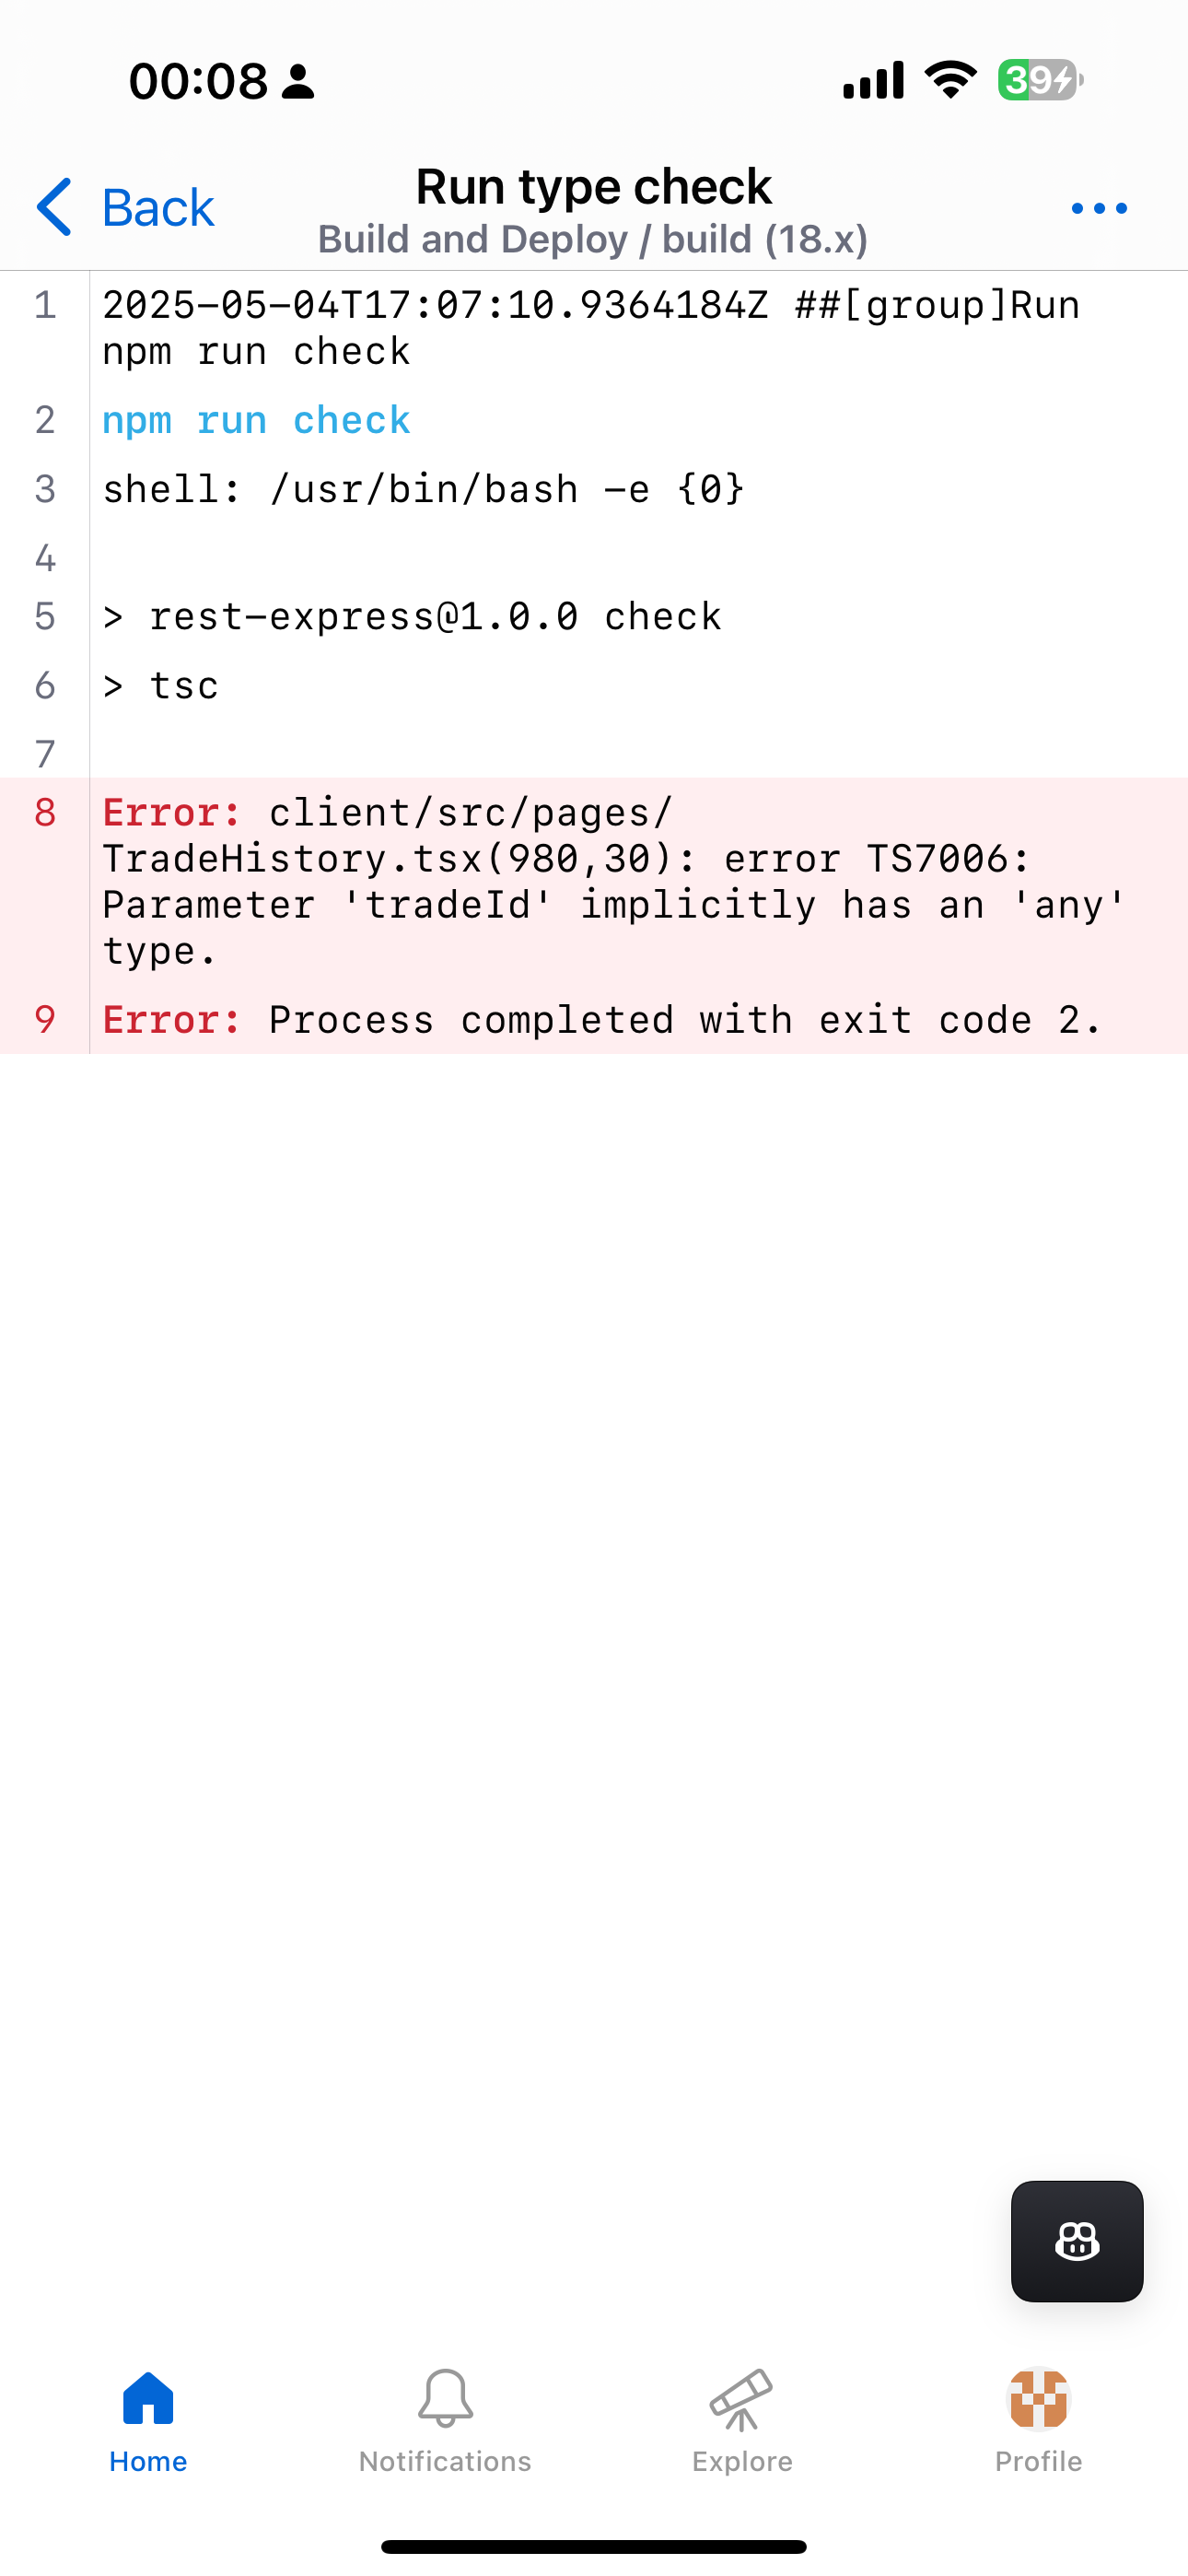 00:08
39
Back
Run type check
Build and Deploy / build (18.x)
1 2025-05-04T17:07:10.9364184Z ##[group]Run
npm run check
2 npm run check
3 shell: /usr/bin/bash -e {0}
4
5 > rest-express@1.0.0 check
6 > tsc
7
8 Error: client/src/pages/
TradeHistory.tsx(980,30): error TS7006:
Parameter 'tradeId' implicitly has an 'any'
type.
9 Error: Process completed with exit code 2.
Home
Notifications
Explore
Profile